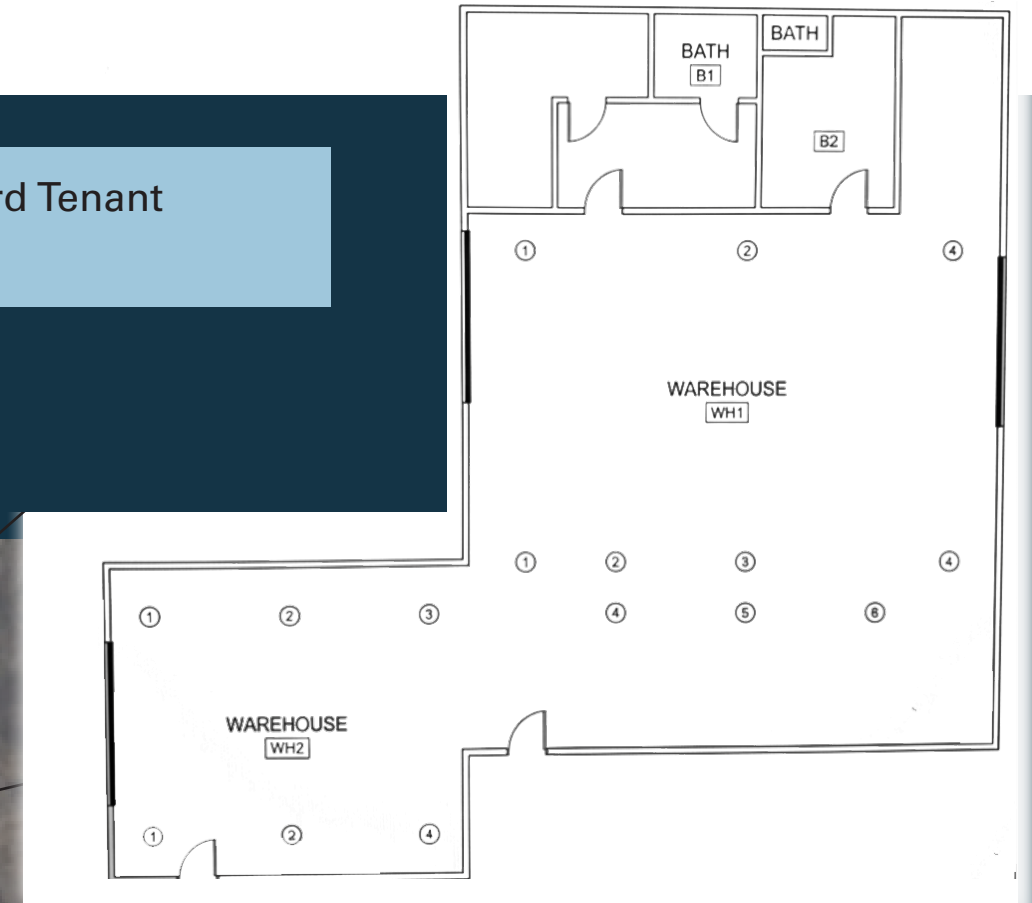 BATH
BATH
B1
rd Tenant
B2
1 2 4
WAREHOUSE
WH1
1 2 3 4
1 2 3 4 5 6
WAREHOUSE
WH2
1 2 4